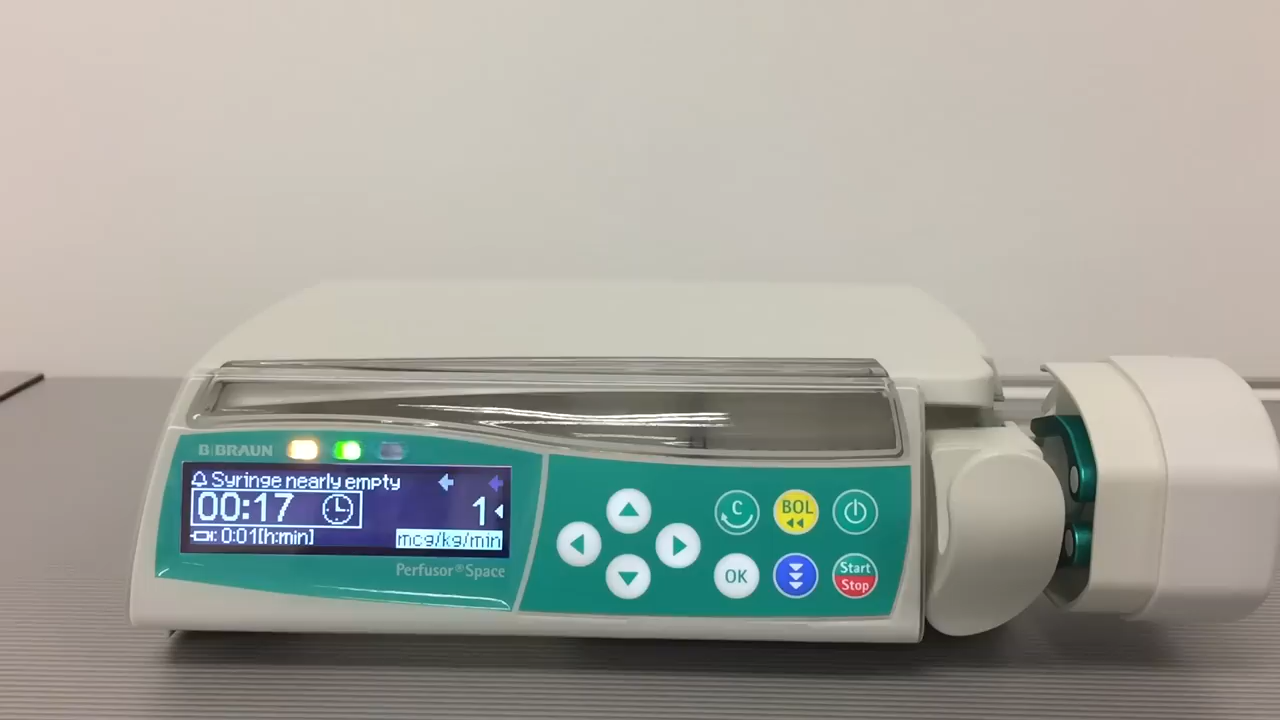 B|BRAUN
Syringe nearly empty
00:17
1
0:01[h:min]
mcg/kg/min
Perfusor®Space
C
BOL
OK
Start
Stop